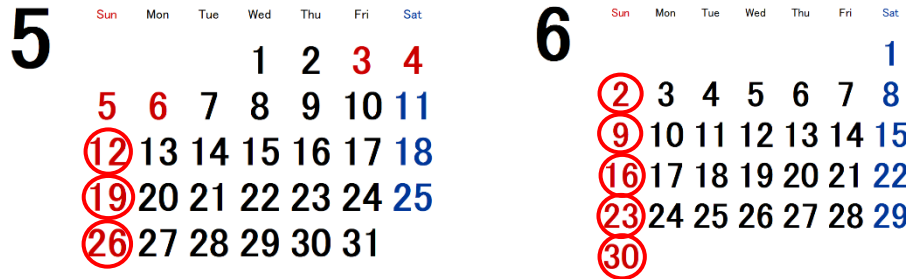 5
Sun Mon Tue Wed Thu Fri Sat
1 2 3 4
5 6 7 8 9 10 11
12 13 14 15 16 17 18
19 20 21 22 23 24 25
26 27 28 29 30 31
6
Sun Mon Tue Wed Thu Fri Sat
1
2 3 4 5 6 7 8
9 10 11 12 13 14 15
16 17 18 19 20 21 22
23 24 25 26 27 28 29
30